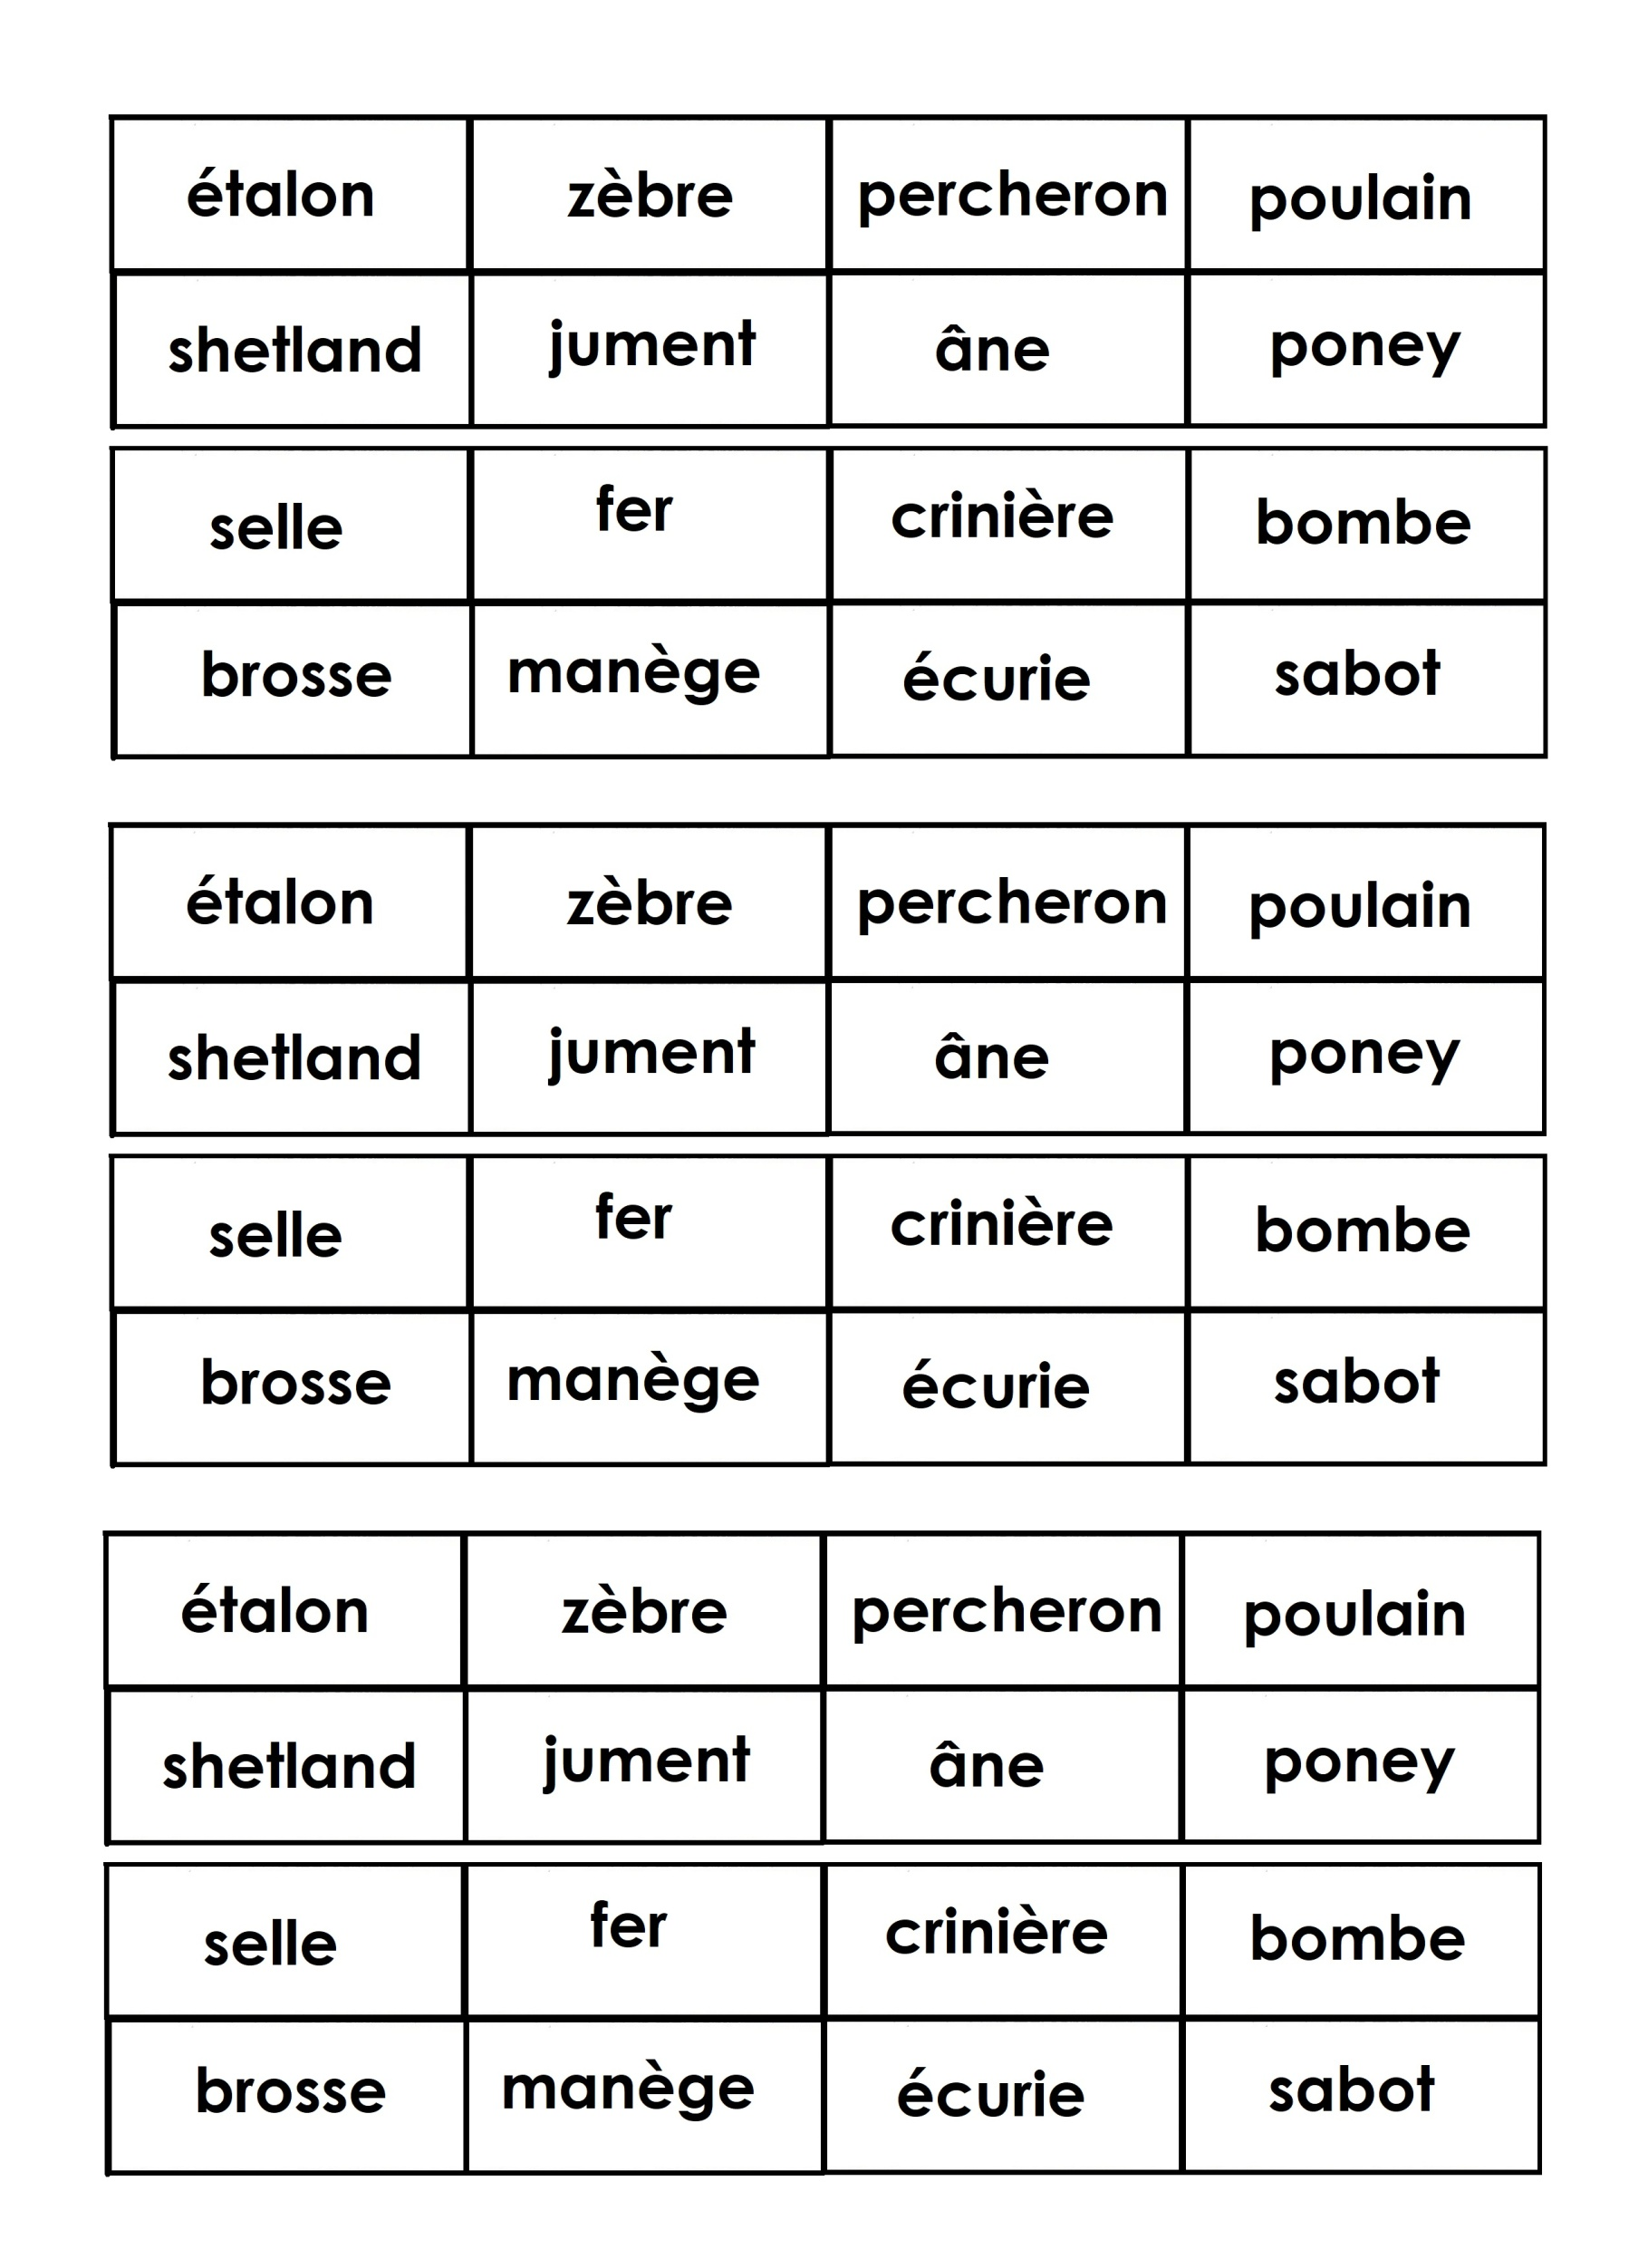 étalon zèbre percheron poulain
shetland jument âne poney
selle fer crinière bombe
brosse manège écurie sabot
étalon zèbre percheron poulain
shetland jument âne poney
selle fer crinière bombe
brosse manège écurie sabot
étalon zèbre percheron poulain
shetland jument âne poney
selle fer crinière bombe
brosse manège écurie sabot